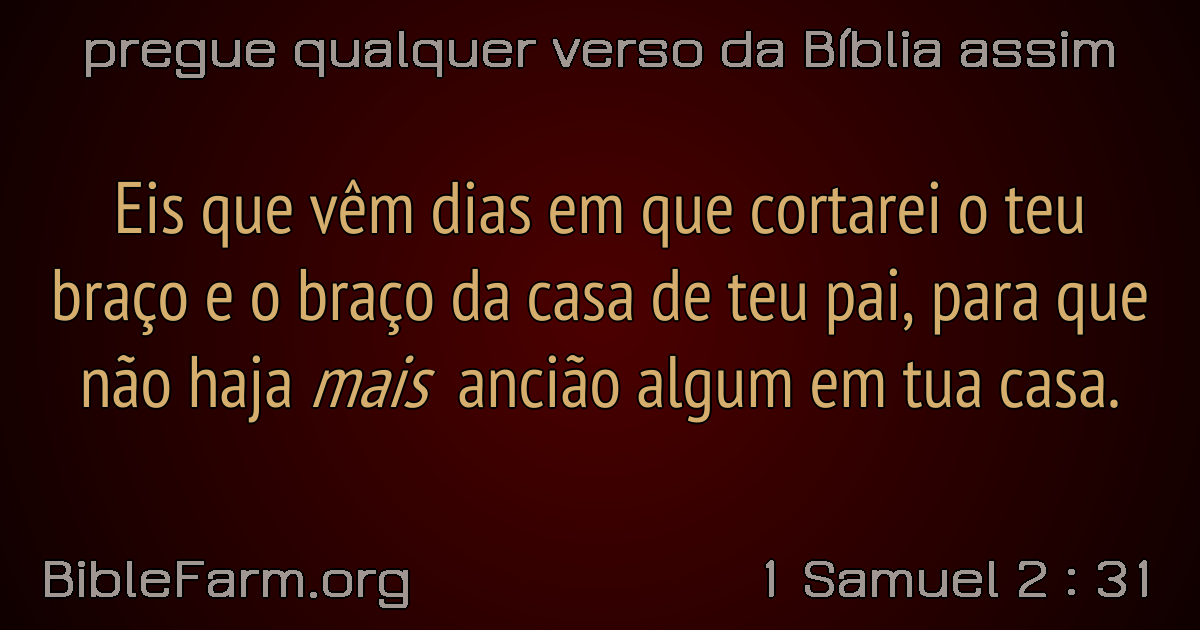 pregue qualquer verso da Bíblia assim
Eis que vêm dias em que cortarei o teu
braço e o braço da casa de teu pai, para que
não haja mais ancião algum em tua casa.
BibleFarm.org
1 Samuel 2 : 31